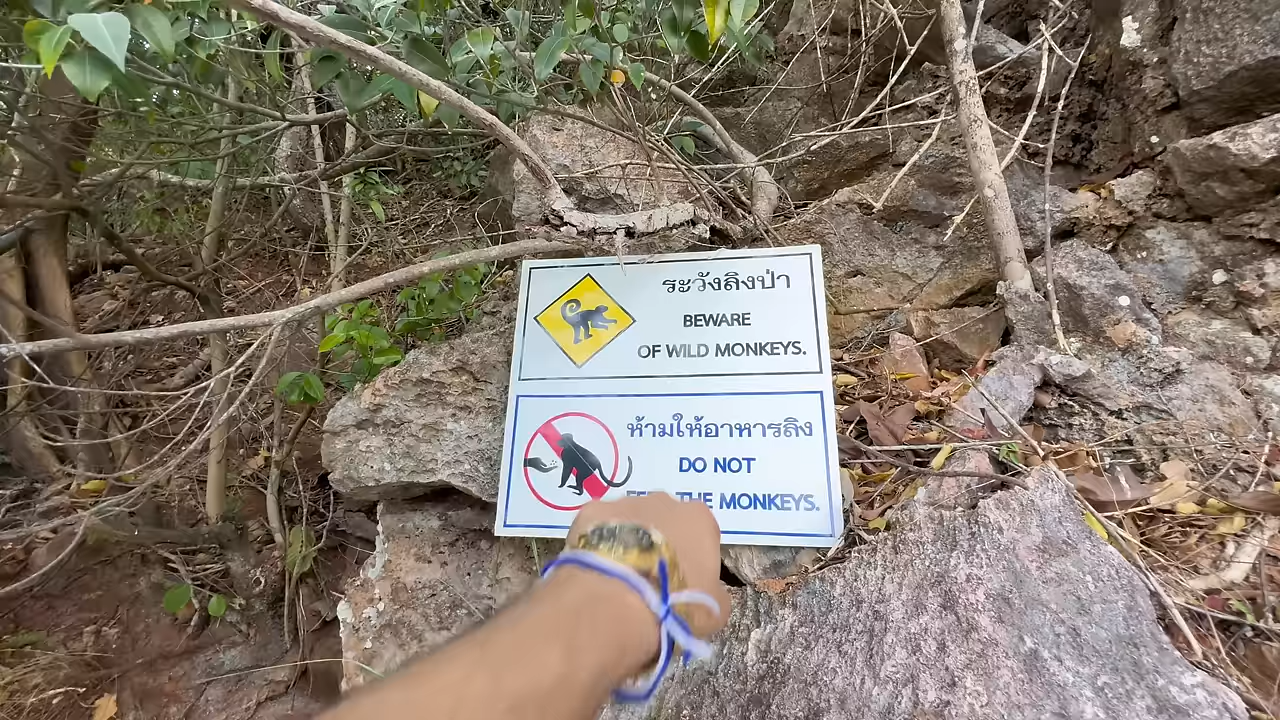 ระวังลิงป่า
BEWARE
OF WILD MONKEYS.
ห้ามให้อาหารลิง
DO NOT
THE MONKEYS.